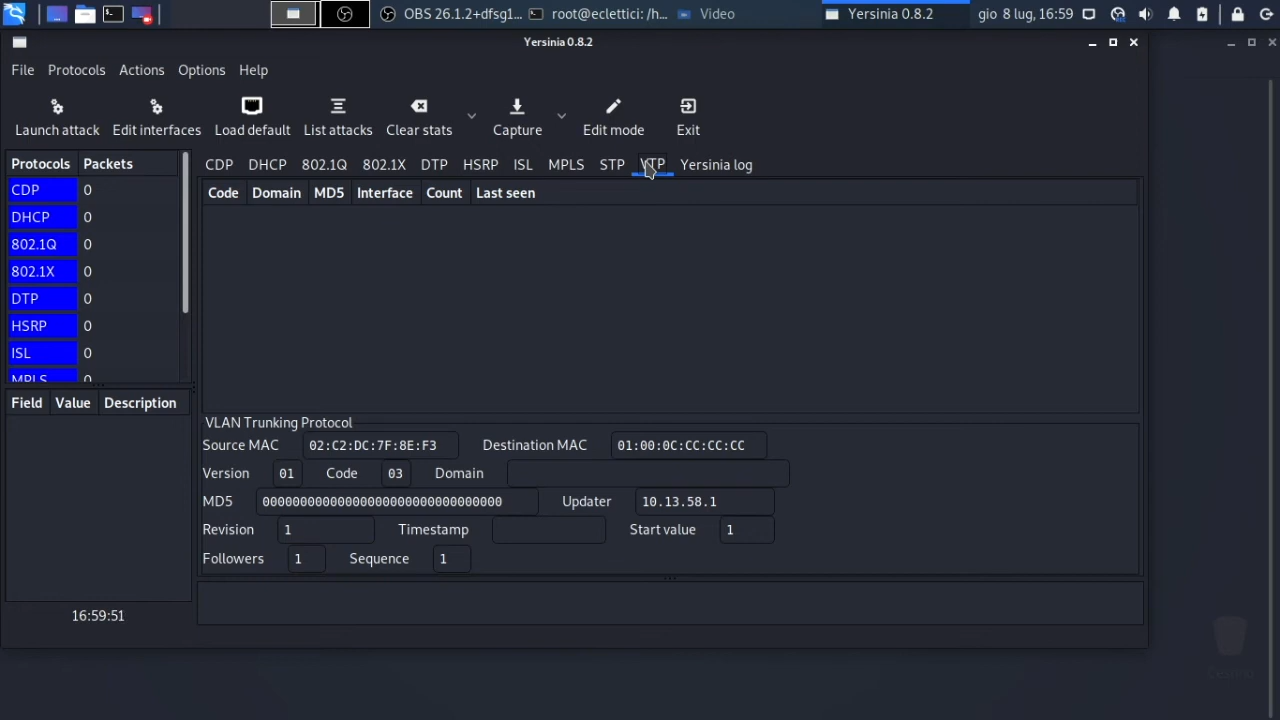 OBS 26.1.2+dfsg1... root@eclettici: /h... Video Yersinia 0.8.2 gio 8 lug, 16:59
Yersinia 0.8.2
File Protocols Actions Options Help
Launch attack Edit interfaces Load default List attacks Clear stats Capture Edit mode Exit
Protocols Packets
CDP 0
DHCP 0
802.1Q 0
802.1X 0
DTP 0
HSRP 0
ISL 0
MPLS 0
Field Value Description
16:59:51
CDP DHCP 802.1Q 802.1X DTP HSRP ISL MPLS STP VTP Yersinia log
Code Domain MD5 Interface Count Last seen
VLAN Trunking Protocol
Source MAC 02:C2:DC:7F:8E:F3 Destination MAC 01:00:0C:CC:CC:CC
Version 01 Code 03 Domain
MD5 00000000000000000000000000000000 Updater 10.13.58.1
Revision 1 Timestamp Start value 1
Followers 1 Sequence 1
Cestino